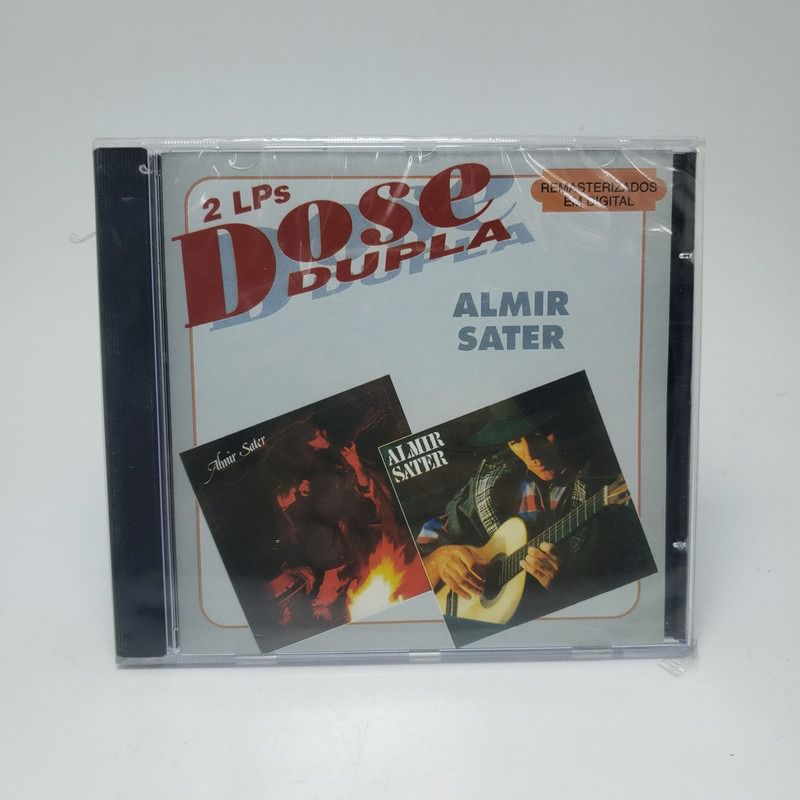 2 LPs
Dose
DUPLA
REMASTERIZADOS
EM DIGITAL
ALMIR
SATER
Almir Sater
ALMIR
SATER